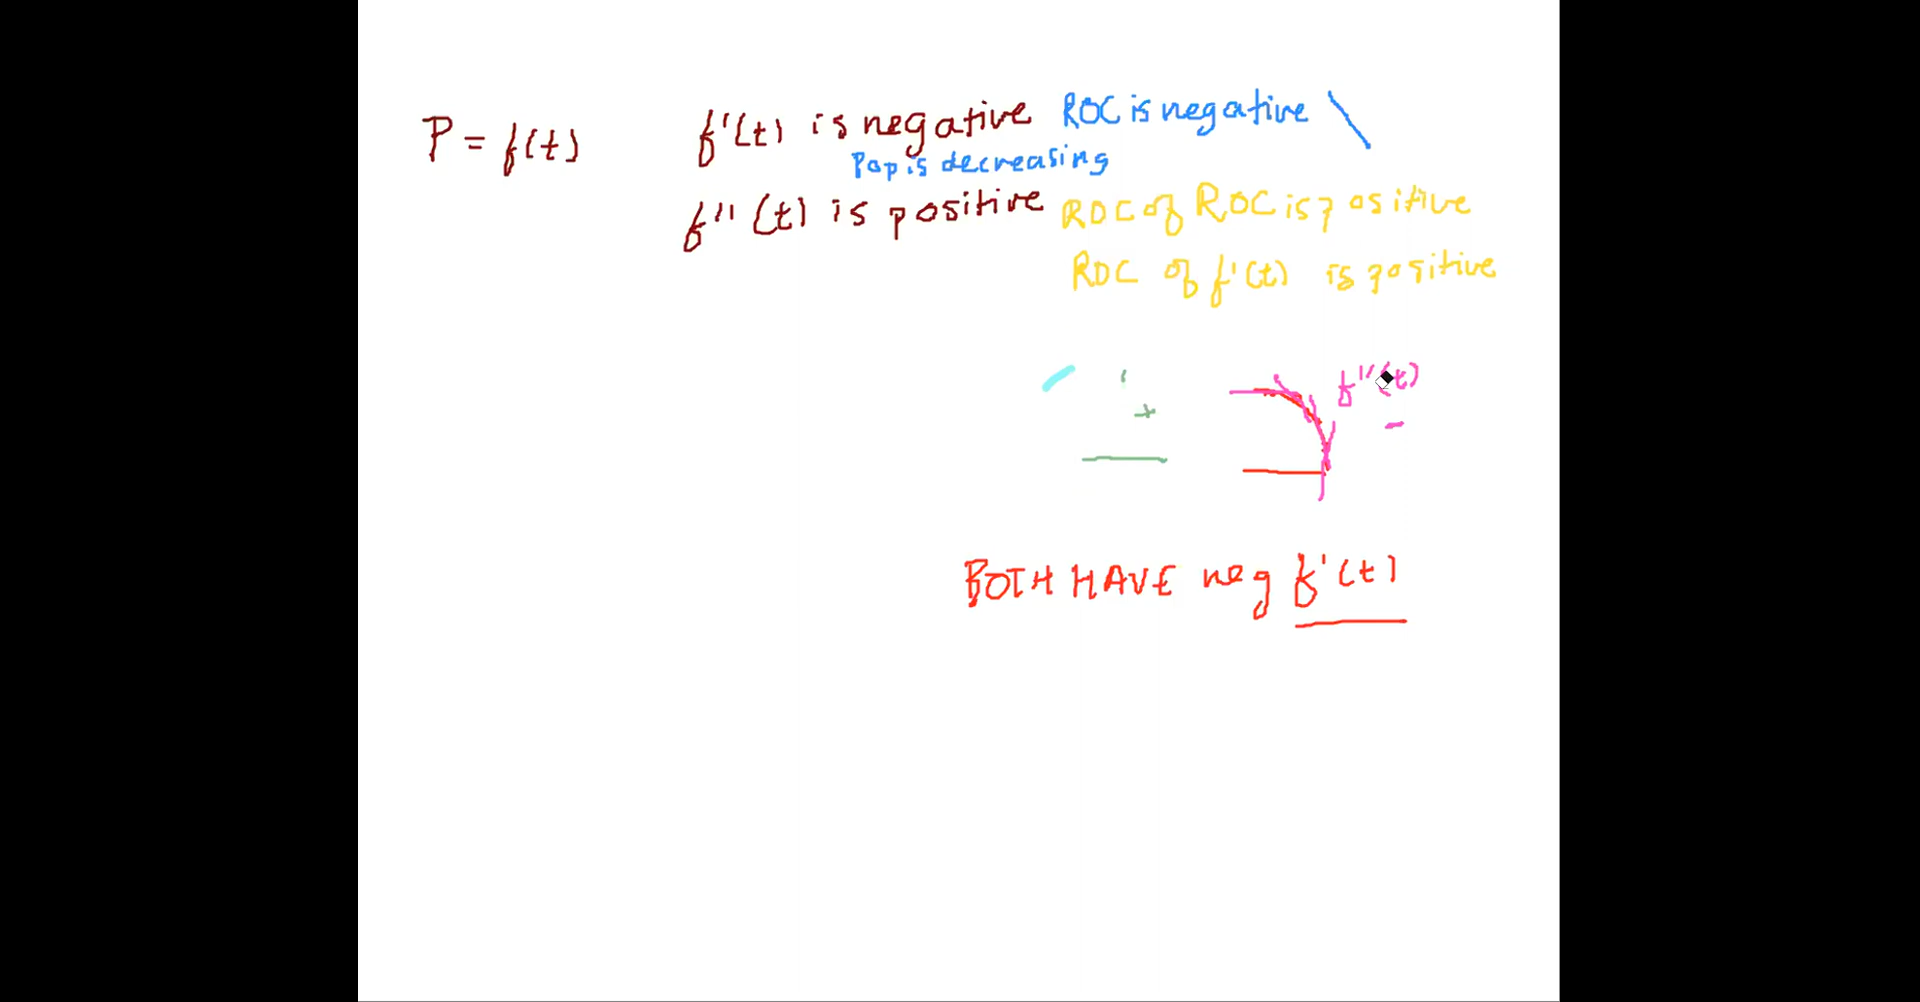 P = f(t)
f'(t) is negative ROC is negative
Pop is decreasing
f''(t) is positive ROC of ROC is positive
ROC of f'(t) is positive
f''(t)
+
-
BOTH HAVE neg f'(t)